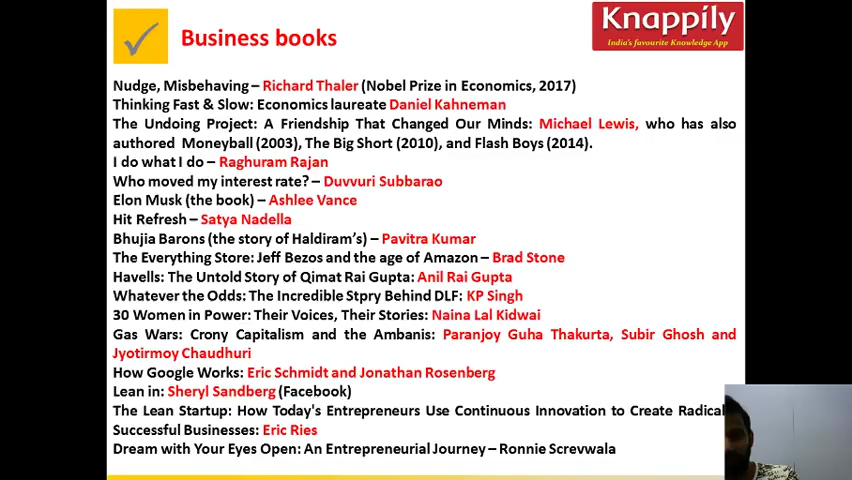 Business books
Knappily
India's favourite Knowledge App
Nudge, Misbehaving – Richard Thaler (Nobel Prize in Economics, 2017)
Thinking Fast & Slow: Economics laureate Daniel Kahneman
The Undoing Project: A Friendship That Changed Our Minds: Michael Lewis, who has also
authored Moneyball (2003), The Big Short (2010), and Flash Boys (2014).
I do what I do – Raghuram Rajan
Who moved my interest rate? – Duvvuri Subbarao
Elon Musk (the book) – Ashlee Vance
Hit Refresh – Satya Nadella
Bhujia Barons (the story of Haldiram's) – Pavitra Kumar
The Everything Store: Jeff Bezos and the age of Amazon – Brad Stone
Havells: The Untold Story of Qimat Rai Gupta: Anil Rai Gupta
Whatever the Odds: The Incredible Stpry Behind DLF: KP Singh
30 Women in Power: Their Voices, Their Stories: Naina Lal Kidwai
Gas Wars: Crony Capitalism and the Ambanis: Paranjoy Guha Thakurta, Subir Ghosh and
Jyotirmoy Chaudhuri
How Google Works: Eric Schmidt and Jonathan Rosenberg
Lean in: Sheryl Sandberg (Facebook)
The Lean Startup: How Today's Entrepreneurs Use Continuous Innovation to Create Radical
Successful Businesses: Eric Ries
Dream with Your Eyes Open: An Entrepreneurial Journey – Ronnie Screvwala